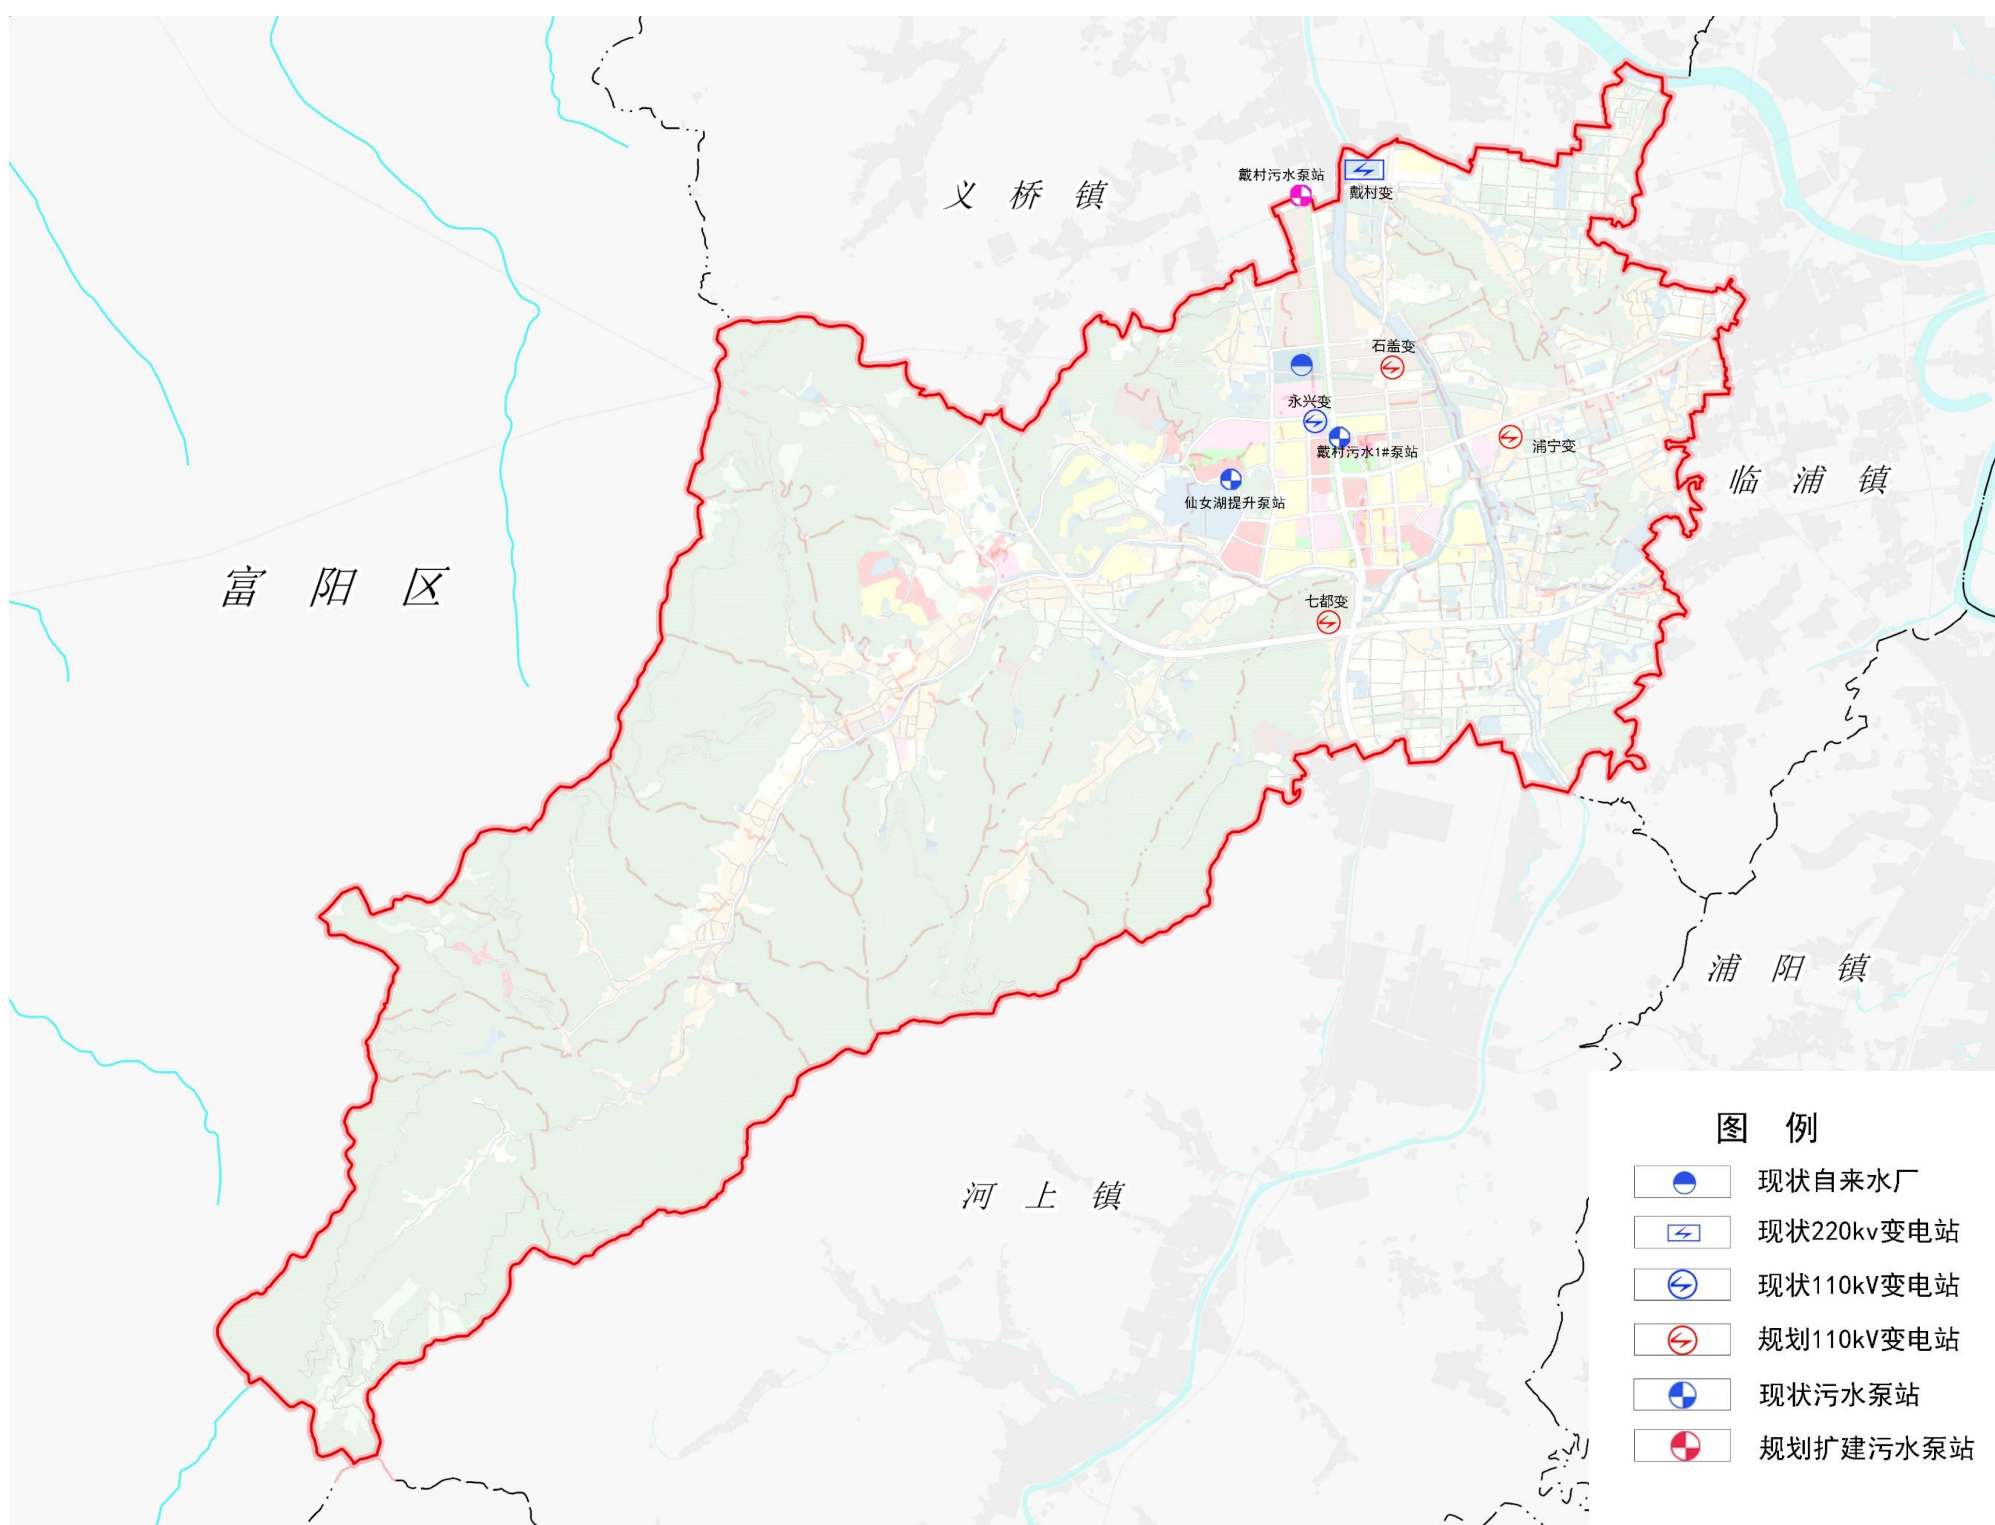 义桥镇
戴村污水泵站
戴村变
石盖变
永兴变
戴村污水1#泵站
浦宁变
仙女湖提升泵站
临浦镇
富阳区
七都变
浦阳镇
河上镇
图例
现状自来水厂
现状220kv变电站
现状110kV变电站
规划110kV变电站
现状污水泵站
规划扩建污水泵站